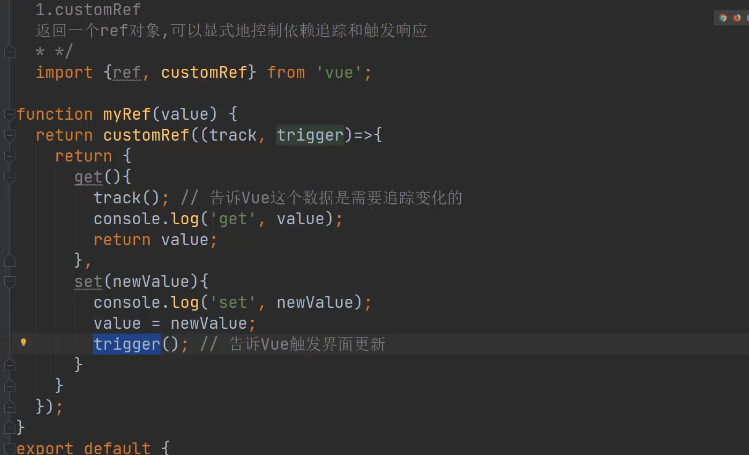 1.customRef
返回一个ref对象,可以显式地控制依赖追踪和触发响应
* */
import {ref, customRef} from 'vue';
function myRef(value) {
return customRef((track, trigger)=>{
return {
get(){
track(); // 告诉Vue这个数据是需要追踪变化的
console.log('get', value);
return value;
},
set(newValue){
console.log('set', newValue);
value = newValue;
trigger(); // 告诉Vue触发界面更新
}
}
});
}
export default {